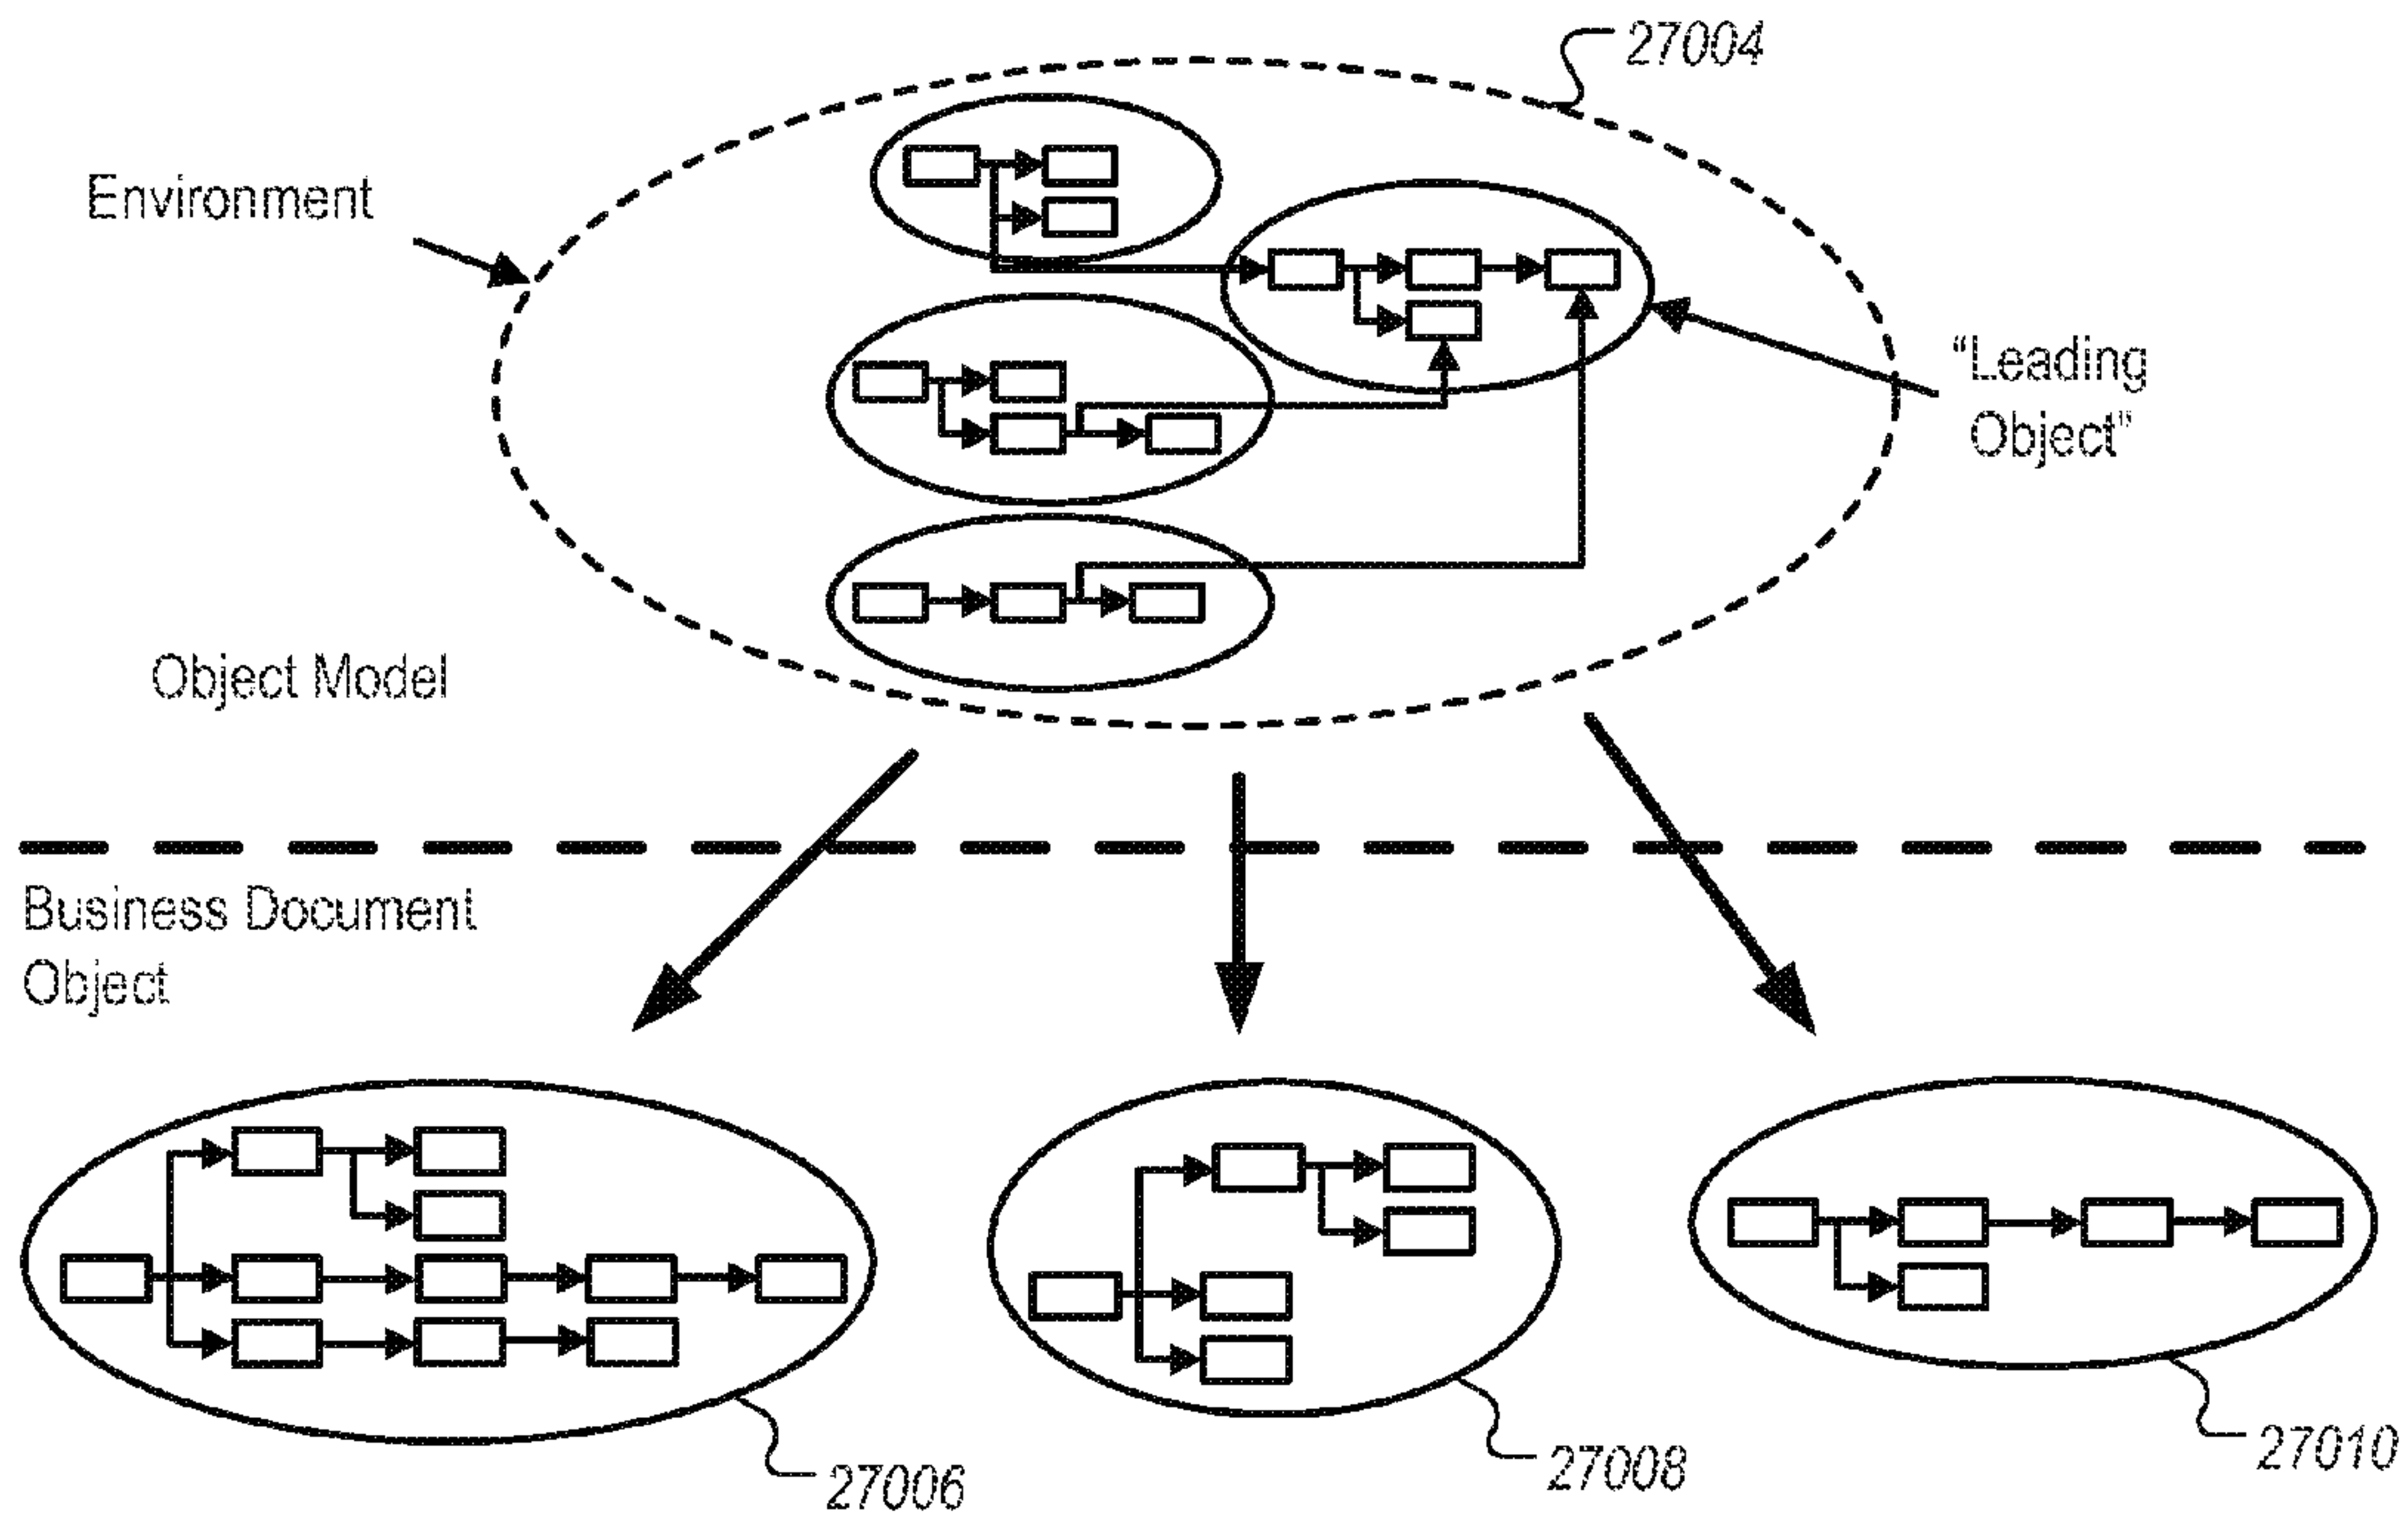 27004
Environment
“Leading
Object”
Object Model
Business Document
Object
27006
27008
27010